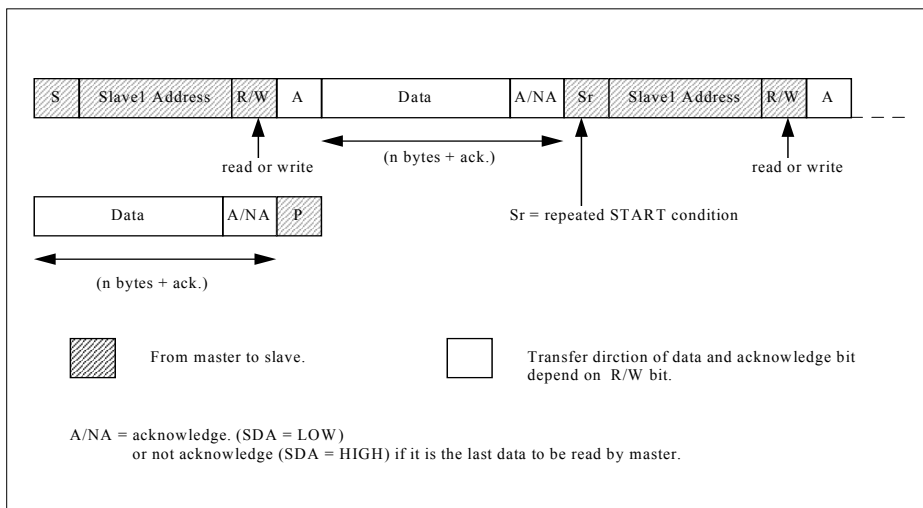 S Slave1 Address R/W A Data A/NA Sr Slave1 Address R/W A
(n bytes + ack.)
read or write read or write
Data A/NA P Sr = repeated START condition
(n bytes + ack.)
From master to slave. Transfer dirction of data and acknowledge bit
depend on R/W bit.
A/NA = acknowledge. (SDA = LOW)
or not acknowledge (SDA = HIGH) if it is the last data to be read by master.